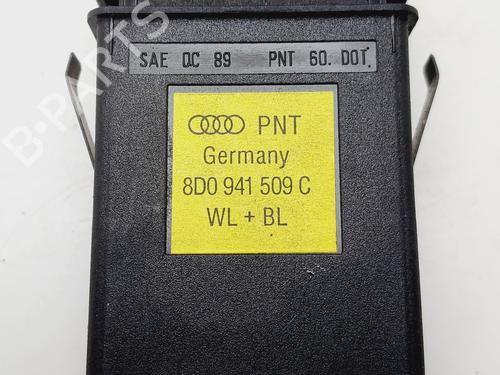 SAE QC 89 PNT 60. DOT
PNT
Germany
8D0 941 509 C
WL + BL
B-PARTS